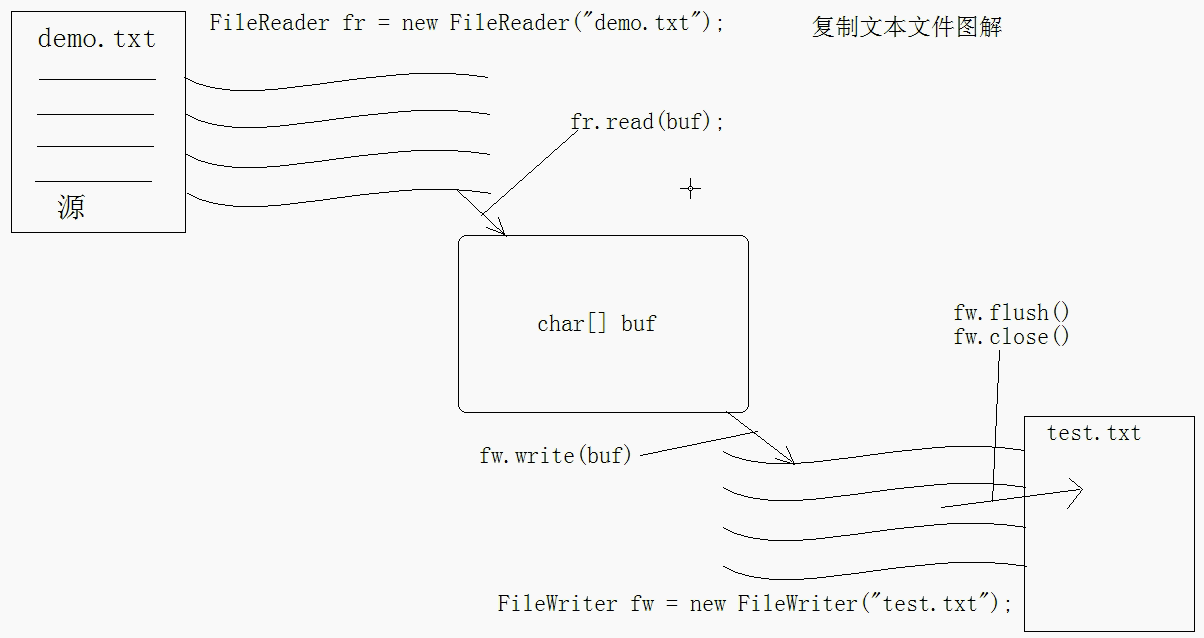 demo.txt
FileReader fr = new FileReader("demo.txt");
复制文本文件图解
fr.read(buf);
源
char[] buf
fw.flush()
fw.close()
test.txt
fw.write(buf)
FileWriter fw = new FileWriter("test.txt");